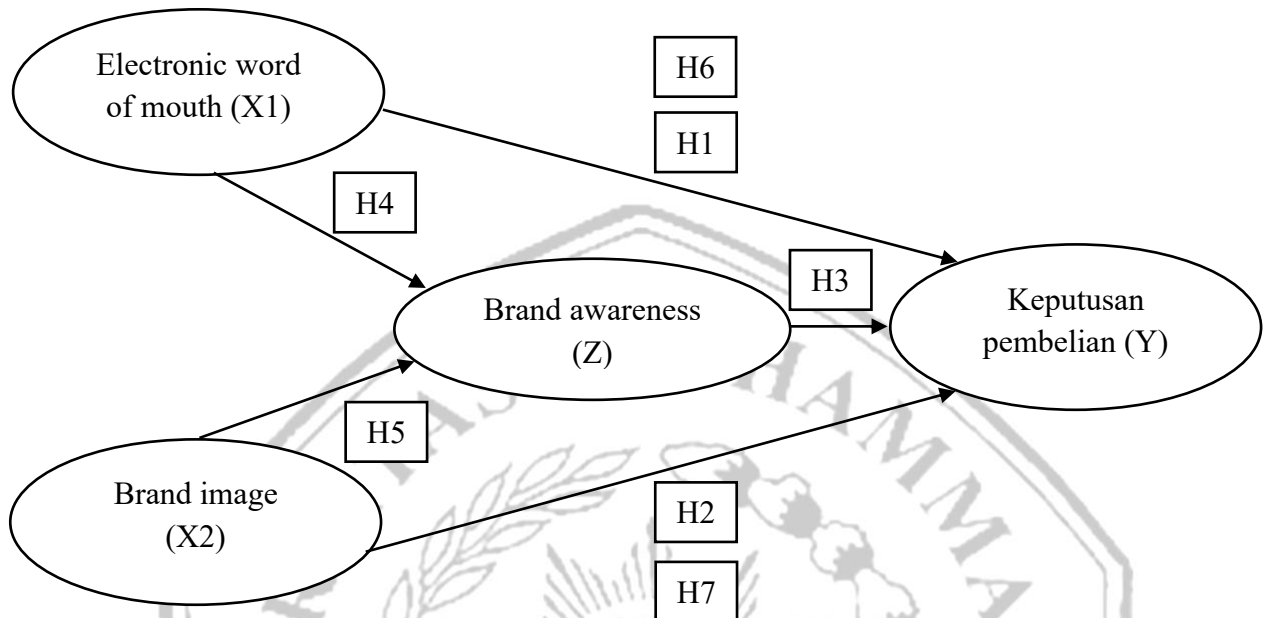 Electronic word
of mouth (X1)
H6
H1
H4
H3
Brand awareness
(Z)
Keputusan
pembelian (Y)
H5
Brand image
(X2)
H2
H7